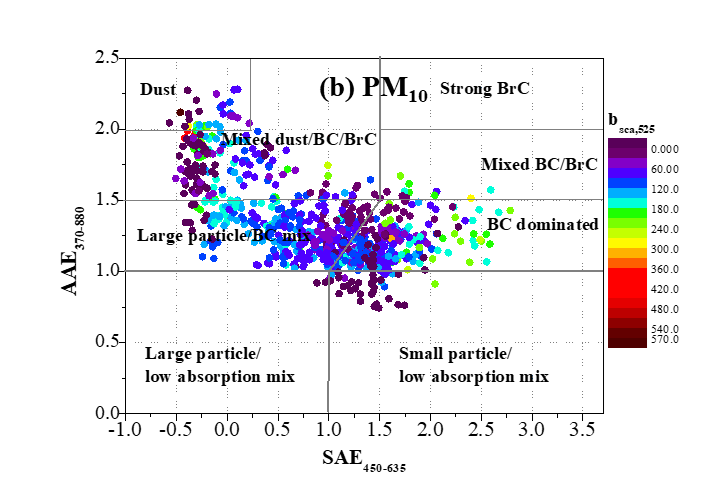 (b) PM10
Dust
Strong BrC
Mixed dust/BC/BrC
Mixed BC/BrC
Large particle/BC mix
BC dominated
Large particle/
low absorption mix
Small particle/
low absorption mix
AAE370-880
2.5
2.0
1.5
1.0
0.5
0.0
-1.0 -0.5 0.0 0.5 1.0 1.5 2.0 2.5 3.0 3.5
SAE450-635
bsca,525
0.000
60.00
120.0
180.0
240.0
300.0
360.0
420.0
480.0
540.0
570.0